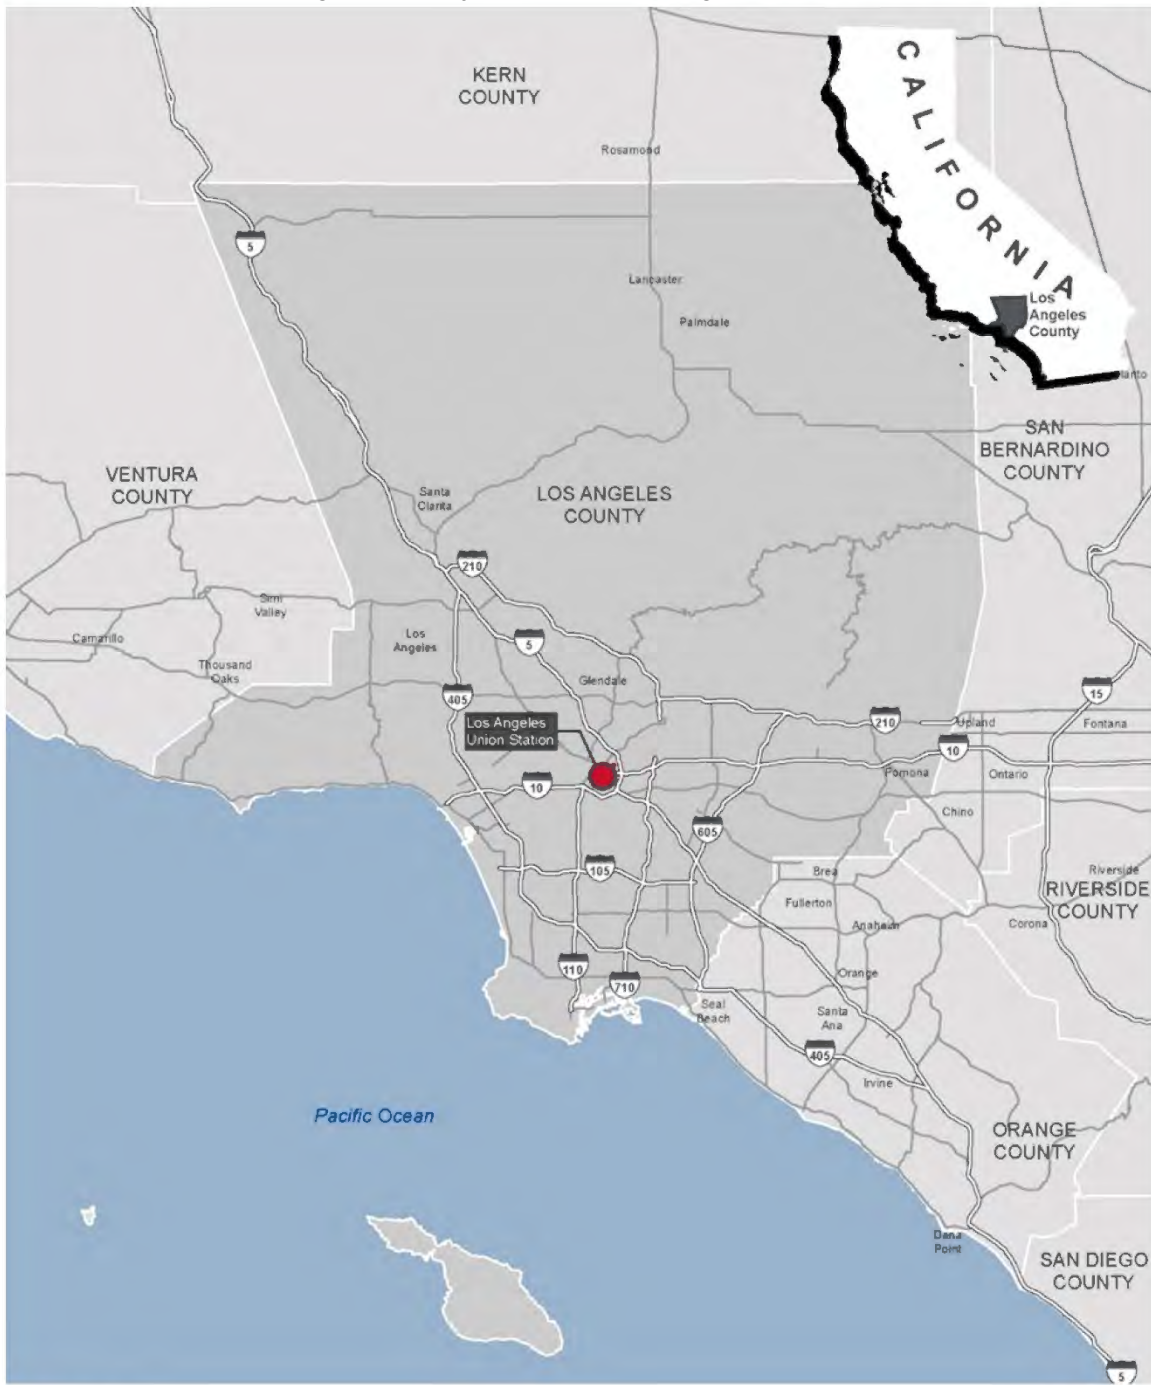 KERN
COUNTY
CALIFORNIA
Rosamond
5
Lancaster
Los
Angeles
County
Palmdale
SAN
BERNARDINO
COUNTY
VENTURA
COUNTY
Santa
Clarita
LOS ANGELES
COUNTY
210
Simi
Valley
Camarillo
Los
Angeles
5
Thousand
Oaks
Glendale
405
15
Los Angeles
Union Station
210
Upland
Fontana
10
Pomona
Ontario
10
Chino
605
105
Brea
Riverside
RIVERSIDE
COUNTY
Fullerton
Anaheim
Corona
110
710
Orange
Seal
Beach
Santa
Ana
405
Irvine
Pacific Ocean
ORANGE
COUNTY
Dana
Point
SAN DIEGO
COUNTY
5